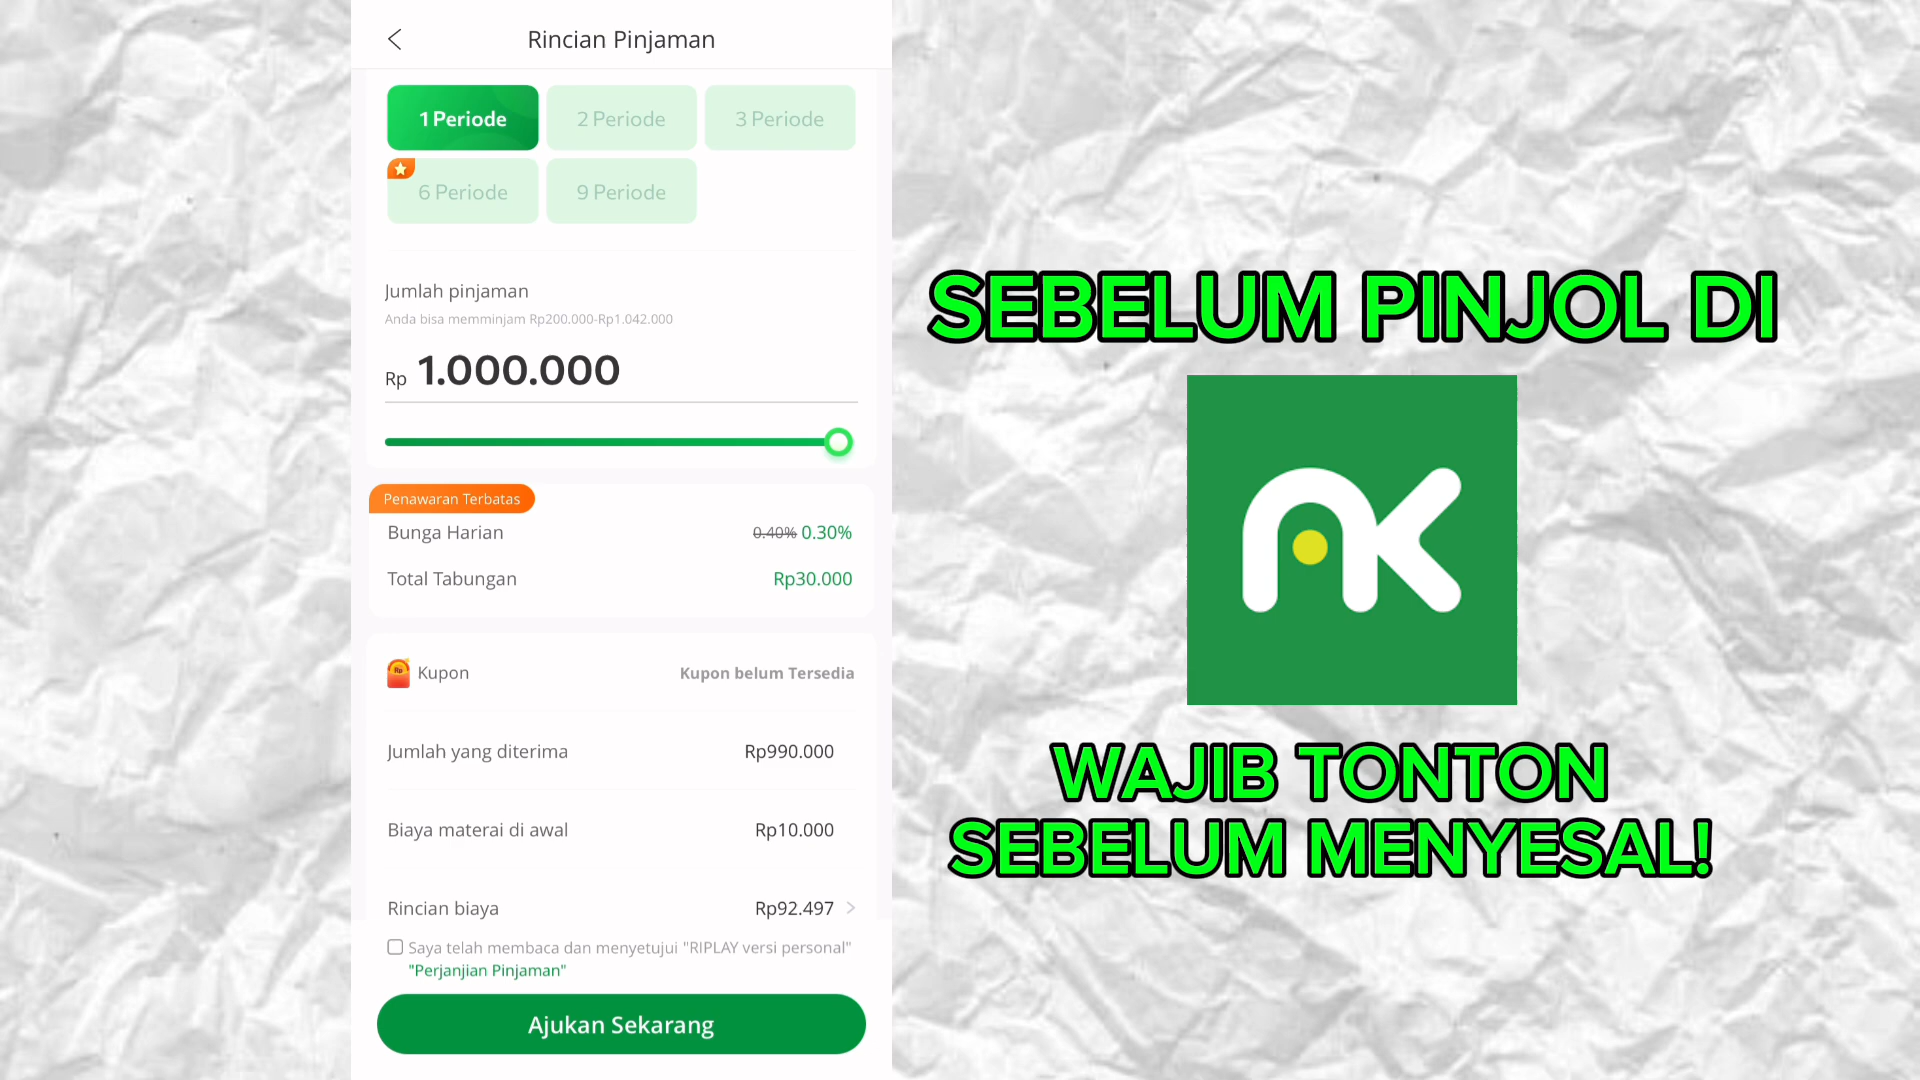 Rincian Pinjaman
1 Periode
2 Periode
3 Periode
6 Periode
9 Periode
Jumlah pinjaman
Anda bisa memminjam Rp200.000-Rp1.042.000
Rp 1.000.000
Penawaran Terbatas
Bunga Harian 0.40% 0.30%
Total Tabungan Rp30.000
Rp
Kupon Kupon belum Tersedia
Jumlah yang diterima Rp990.000
Biaya materai di awal Rp10.000
Rincian biaya Rp92.497
Saya telah membaca dan menyetujui "RIPLAY versi personal"
"Perjanjian Pinjaman"
Ajukan Sekarang
SEBELUM PINJOL DI
AK
WAJIB TONTON
SEBELUM MENYESAL!